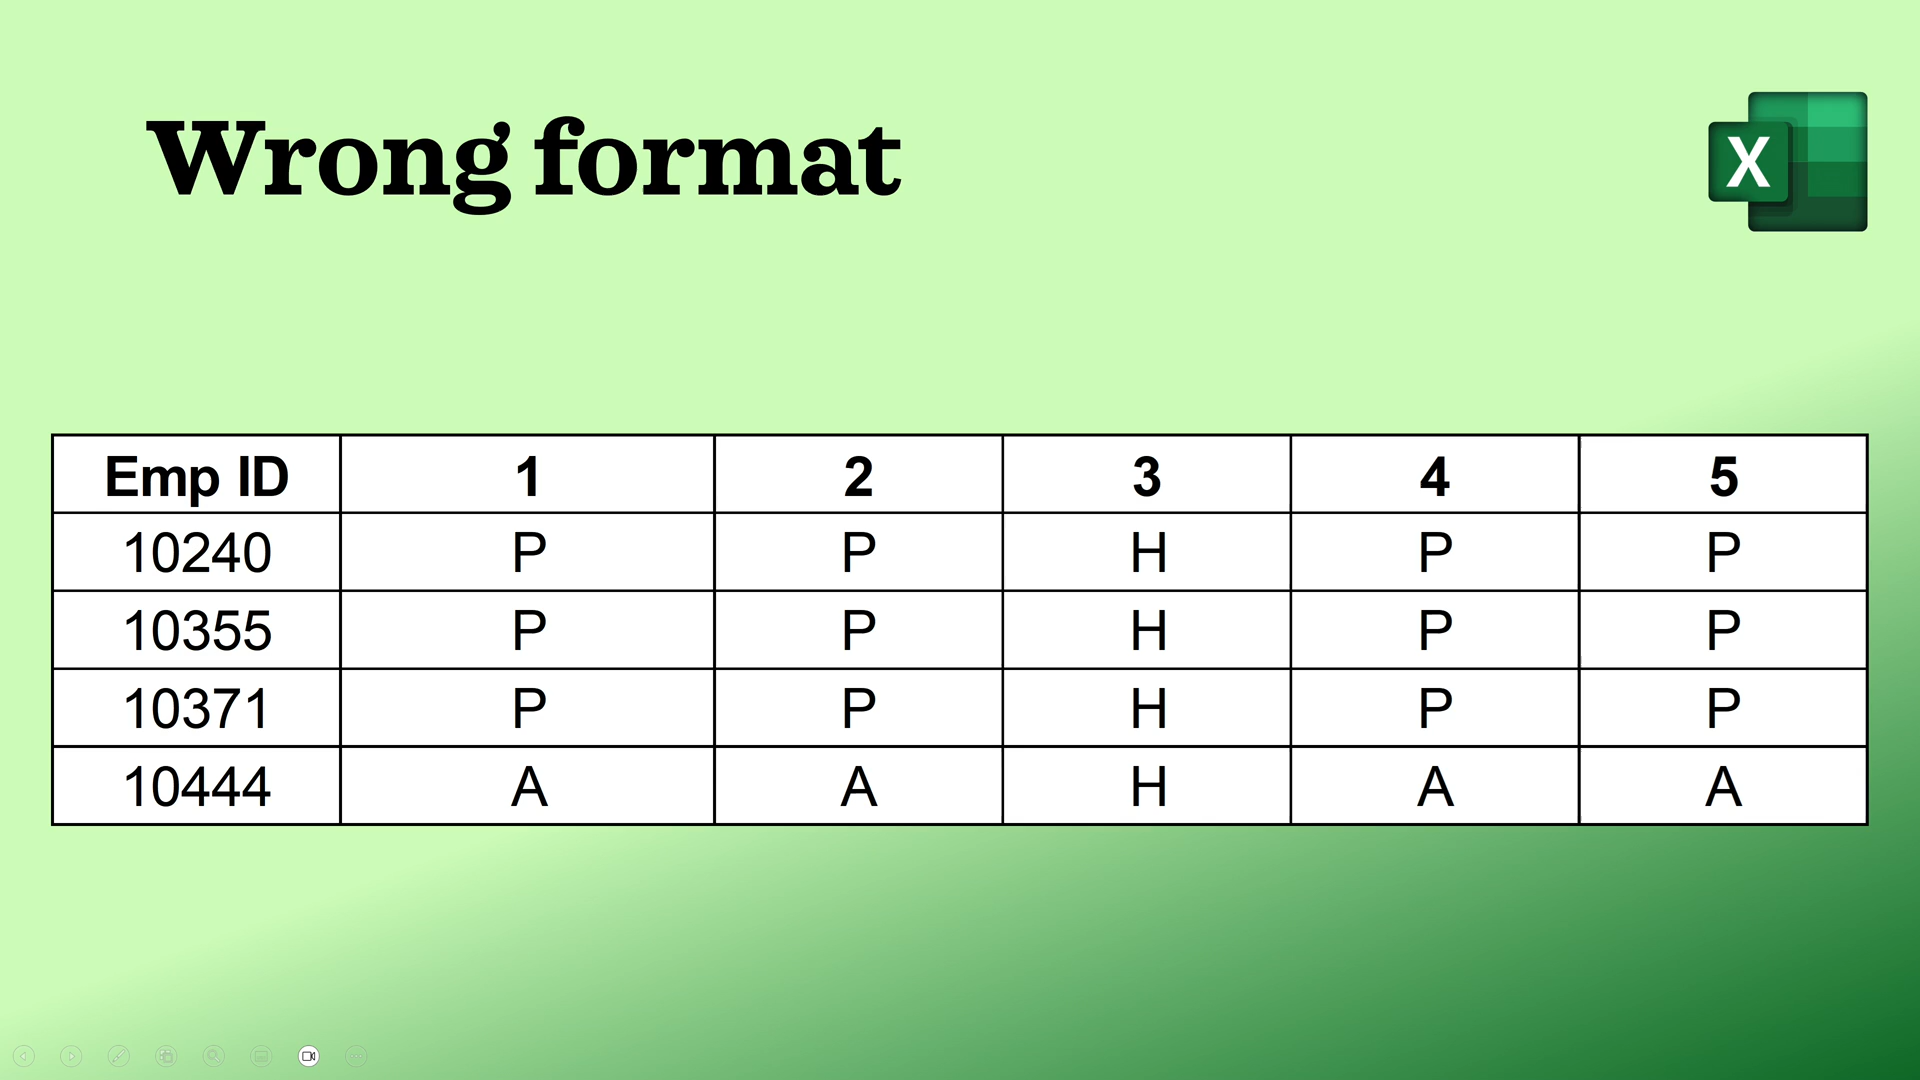 Wrong format
X
Emp ID 1 2 3 4 5
10240 P P H P P
10355 P P H P P
10371 P P H P P
10444 A A H A A